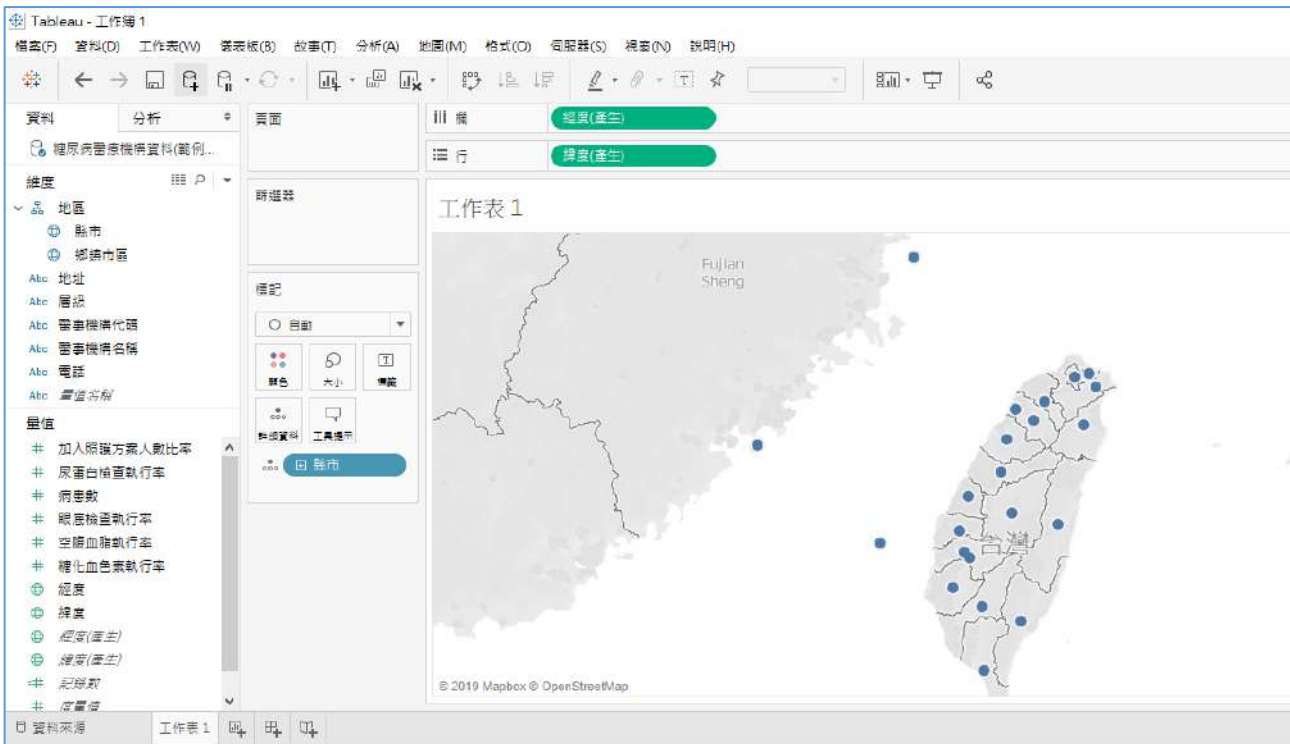 Tableau - 工作簿 1
檔案(F) 資料(D) 工作表(W) 儀表板(B) 故事(T) 分析(A) 地圖(M) 格式(O) 伺服器(S) 視窗(N) 說明(H)
資料 分析
頁面
欄
經度(產生)
糖尿病醫療機構資料(範例...
行
緯度(產生)
維度
篩選器
工作表 1
地區
縣市
鄉鎮市區
Abc 地址
Abc 層級
Abc 醫事機構代碼
Abc 醫事機構名稱
Abc 電話
Abc 量值名稱
標記
自動
顏色 大小 標籤
詳細資料 工具提示
縣市
量值
加入照護方案人數比率
尿蛋白檢查執行率
病患數
眼底檢查執行率
空腹血脂執行率
糖化血色素執行率
經度
緯度
經度(產生)
緯度(產生)
記錄數
度量值
Fujian
Sheng
台灣
© 2019 Mapbox © OpenStreetMap
資料來源 工作表 1